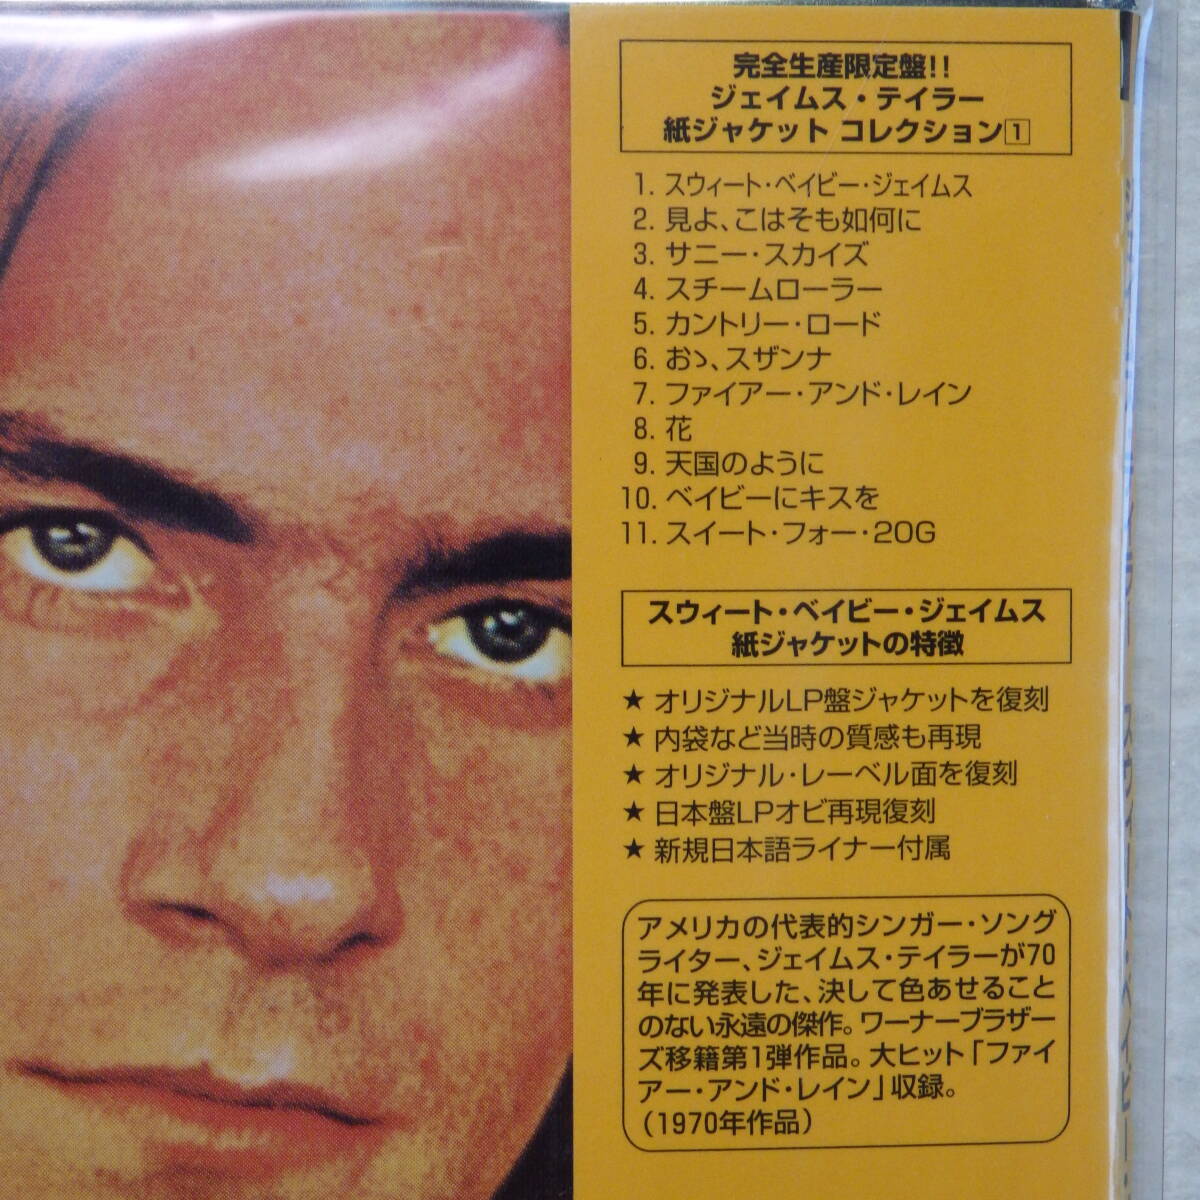 完全生産限定盤!!
ジェイムス・テイラー
紙ジャケット コレクション1
1. スウィート・ベイビー・ジェイムス
2. 見よ、こはそも如何に
3. サニー・スカイズ
4. スチームローラー
5. カントリー・ロード
6. おゝ、スザンナ
7. ファイアー・アンド・レイン
8. 花
9. 天国のように
10. ベイビーにキスを
11. スイート・フォー・20G
スウィート・ベイビー・ジェイムス
紙ジャケットの特徴
★ オリジナルLP盤ジャケットを復刻
★ 内袋など当時の質感も再現
★ オリジナル・レーベル面を復刻
★ 日本盤LPオビ再現復刻
★ 新規日本語ライナー付属
アメリカの代表的シンガー・ソング
ライター、ジェイムス・テイラーが70
年に発表した、決して色あせること
のない永遠の傑作。ワーナーブラザー
ズ移籍第1弾作品。大ヒット「ファイ
アー・アンド・レイン」収録。
(1970年作品)